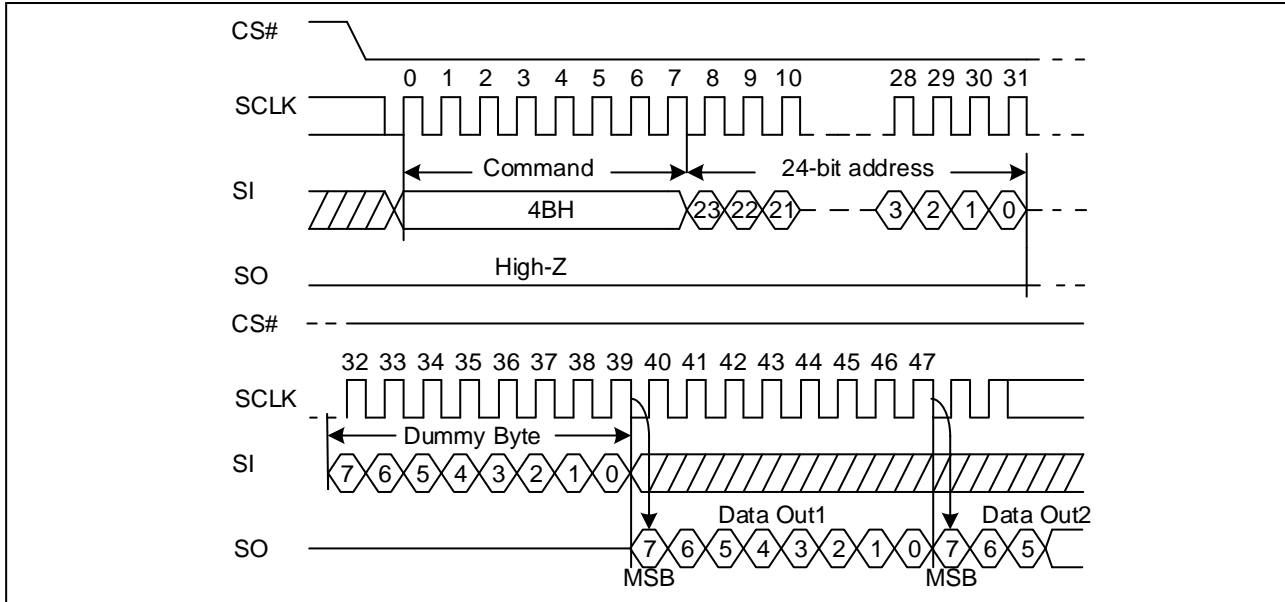 CS#
0 1 2 3 4 5 6 7 8 9 10 28 29 30 31
SCLK
Command 24-bit address
SI
4BH 23 22 21 3 2 1 0
High-Z
SO
CS#
32 33 34 35 36 37 38 39 40 41 42 43 44 45 46 47
SCLK
Dummy Byte
SI
7 6 5 4 3 2 1 0
Data Out1 Data Out2
SO
7 6 5 4 3 2 1 0 7 6 5
MSB MSB